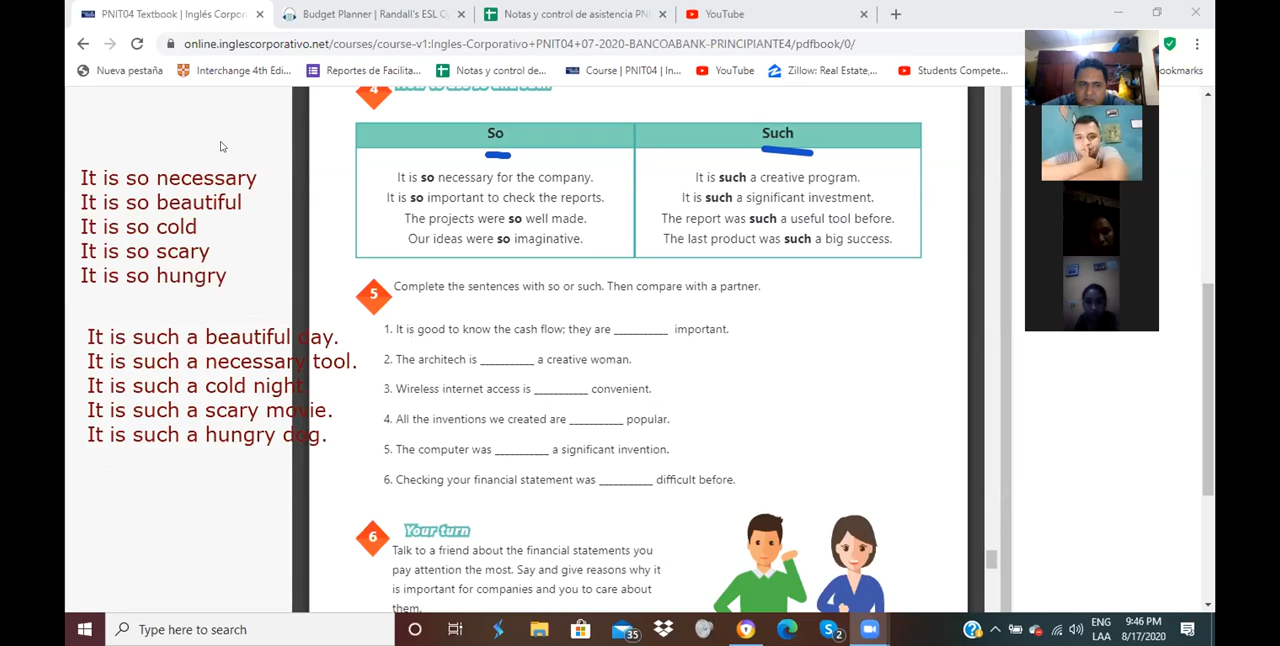 PNIT04 Textbook | Inglés Corpor
Budget Planner | Randall's ESL Cy
Notas y control de asistencia PNI
YouTube
online.inglescorporativo.net/courses/course-v1:Ingles-Corporativo+PNIT04+07-2020-BANCOABANK-PRINCIPIANTE4/pdfbook/0/
Nueva pestaña
Interchange 4th Edi...
Reportes de Facilita...
Notas y control de...
Course | PNIT04 | In...
YouTube
Zillow: Real Estate,...
Students Compete...
ookmarks
4
So
Such
It is so necessary for the company.
It is so important to check the reports.
The projects were so well made.
Our ideas were so imaginative.
It is such a creative program.
It is such a significant investment.
The report was such a useful tool before.
The last product was such a big success.
It is so necessary
It is so beautiful
It is so cold
It is so scary
It is so hungry
It is such a beautiful day.
It is such a necessary tool.
It is such a cold night
It is such a scary movie.
It is such a hungry dog.
5
Complete the sentences with so or such. Then compare with a partner.
1. It is good to know the cash flow; they are __________ important.
2. The architech is __________ a creative woman.
3. Wireless internet access is __________ convenient.
4. All the inventions we created are __________ popular.
5. The computer was __________ a significant invention.
6. Checking your financial statement was __________ difficult before.
6
Your turn
Talk to a friend about the financial statements you
pay attention the most. Say and give reasons why it
is important for companies and you to care about
them.
Type here to search
35
2
ENG
LAA
9:46 PM
8/17/2020